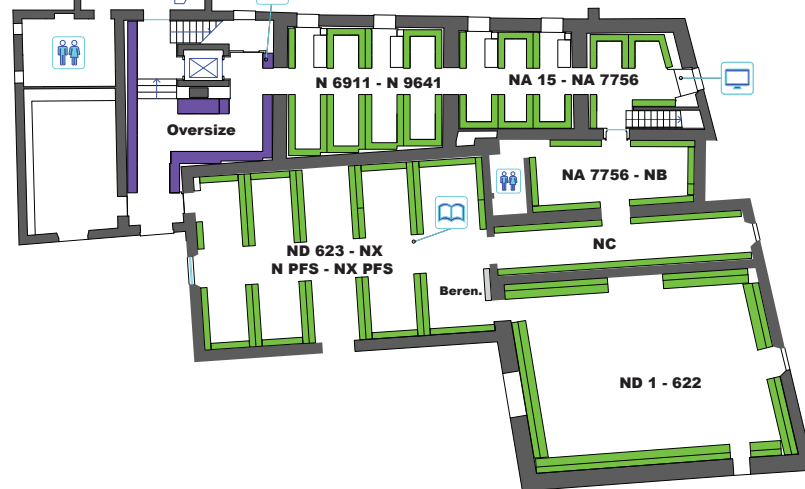 N 6911 - N 9641
NA 15 - NA 7756
Oversize
NA 7756 - NB
NC
ND 623 - NX
N PFS - NX PFS
Beren.
ND 1 - 622